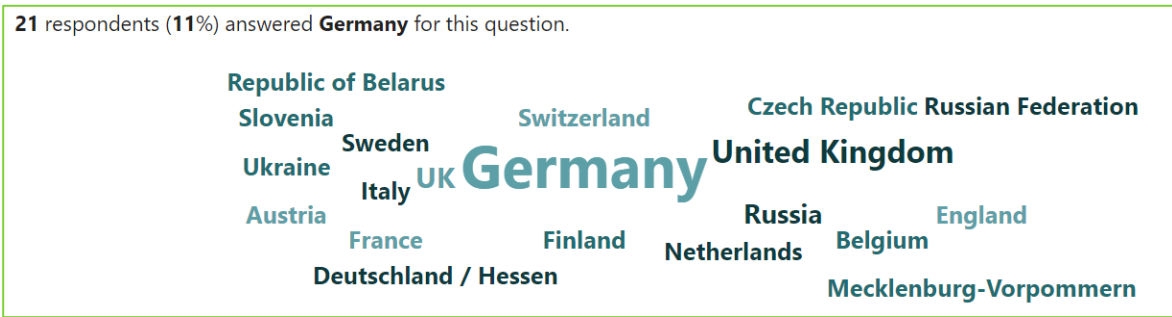 21 respondents (11%) answered Germany for this question.
Republic of Belarus
Czech Republic Russian Federation
Slovenia
Switzerland
Sweden
United Kingdom
Ukraine
UK Germany
Italy
Austria
Russia
England
France
Finland
Belgium
Netherlands
Deutschland / Hessen
Mecklenburg-Vorpommern